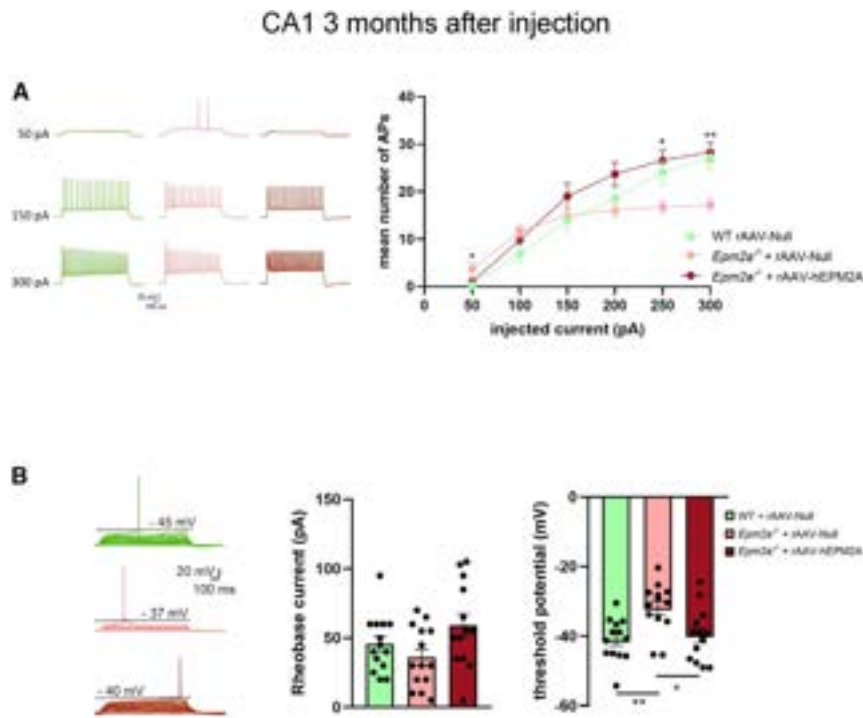 CA1 3 months after injection
A
50 pA
150 pA
300 pA
mean number of APs
40
30
20
10
0
0 50 100 150 200 250 300
injected current (pA)
* * **
WT rAAV-Null
Epm2a-/- + rAAV-Null
Epm2a-/- + rAAV-hEPM2A
B
- 45 mV
20 mV
100 ms
- 37 mV
- 40 mV
Rheobase current (pA)
150
100
50
0
threshold potential (mV)
0
-20
-40
-60
** *
WT + rAAV-Null
Epm2a-/- + rAAV-Null
Epm2a-/- + rAAV-hEPM2A